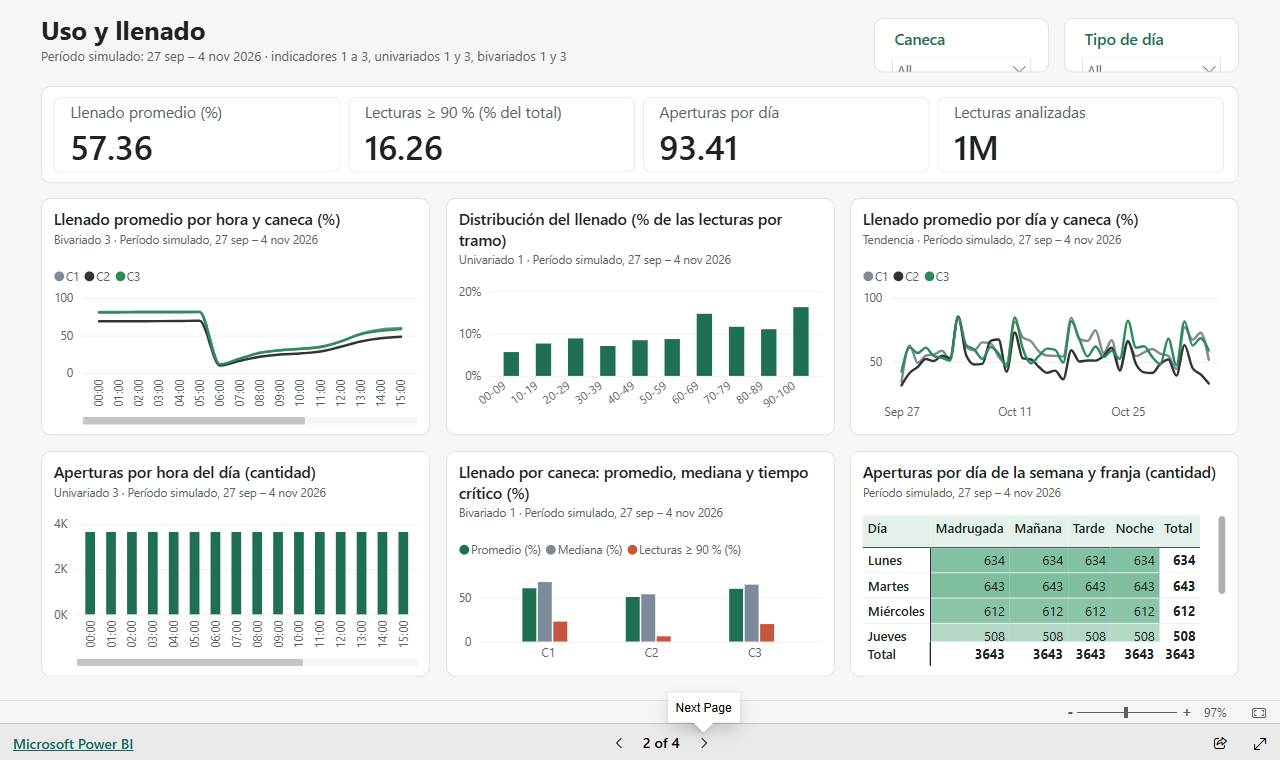 Uso y llenado
Período simulado: 27 sep – 4 nov 2026 · indicadores 1 a 3, univariados 1 y 3, bivariados 1 y 3
Caneca
All
Tipo de día
All
Llenado promedio (%)
57.36
Lecturas ≥ 90 % (% del total)
16.26
Aperturas por día
93.41
Lecturas analizadas
1M
Llenado promedio por hora y caneca (%)
Bivariado 3 · Período simulado, 27 sep – 4 nov 2026
C1 C2 C3
100
50
0
00:00 01:00 02:00 03:00 04:00 05:00 06:00 07:00 08:00 09:00 10:00 11:00 12:00 13:00 14:00 15:00
Distribución del llenado (% de las lecturas por
tramo)
Univariado 1 · Período simulado, 27 sep – 4 nov 2026
20%
10%
0%
00-09 10-19 20-29 30-39 40-49 50-59 60-69 70-79 80-89 90-100
Llenado promedio por día y caneca (%)
Tendencia · Período simulado, 27 sep – 4 nov 2026
C1 C2 C3
100
50
Sep 27 Oct 11 Oct 25
Aperturas por hora del día (cantidad)
Univariado 3 · Período simulado, 27 sep – 4 nov 2026
4K
2K
0K
00:00 01:00 02:00 03:00 04:00 05:00 06:00 07:00 08:00 09:00 10:00 11:00 12:00 13:00 14:00 15:00
Llenado por caneca: promedio, mediana y tiempo
crítico (%)
Bivariado 1 · Período simulado, 27 sep – 4 nov 2026
Promedio (%) Mediana (%) Lecturas ≥ 90 % (%)
50
0
C1 C2 C3
Aperturas por día de la semana y franja (cantidad)
Período simulado, 27 sep – 4 nov 2026
Día Madrugada Mañana Tarde Noche Total
Lunes 634 634 634 634 634
Martes 643 643 643 643 643
Miércoles 612 612 612 612 612
Jueves 508 508 508 508 508
Total 3643 3643 3643 3643 3643
Next Page
- + 97%
Microsoft Power BI
2 of 4